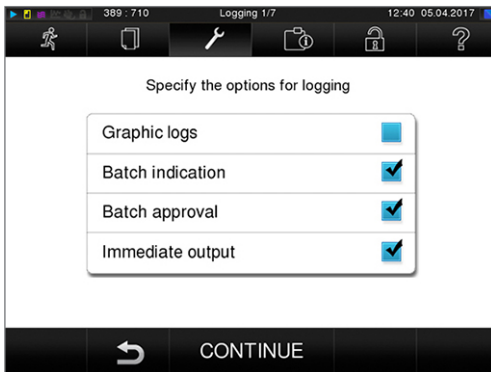 389 : 710 Logging 1/7 12:40 05.04.2017
?
Specify the options for logging
Graphic logs
Batch indication
Batch approval
Immediate output
CONTINUE